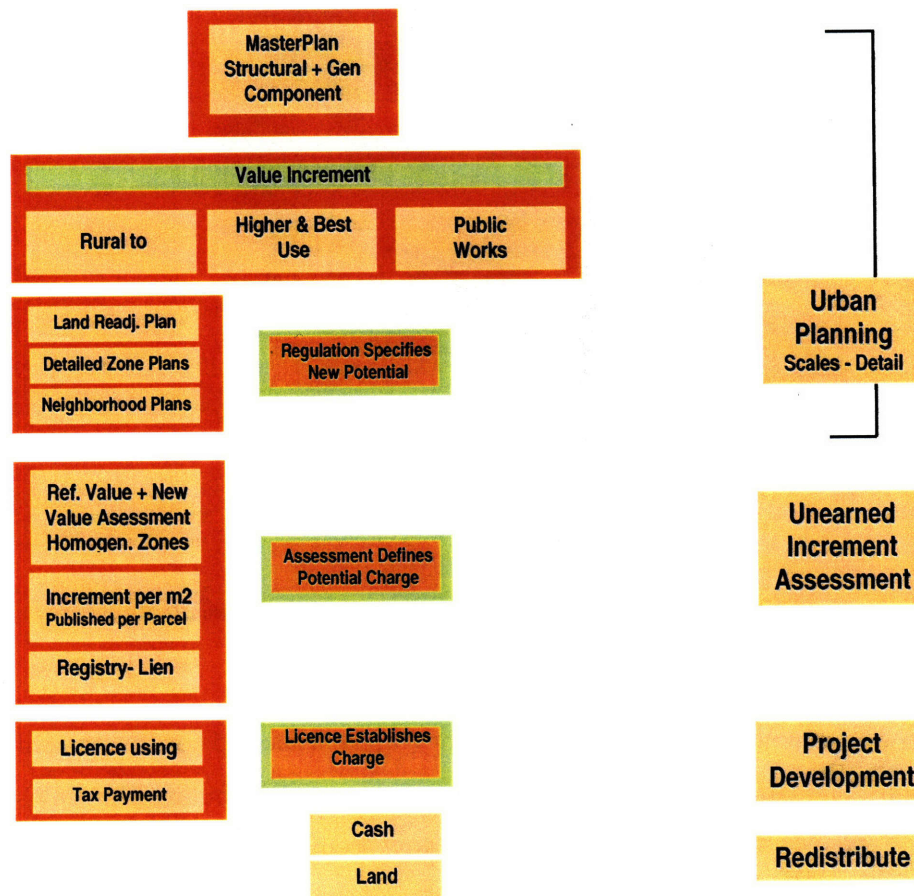 MasterPlan
Structural + Gen
Component
Value Increment
Rural to
Higher & Best
Use
Public
Works
Land Readj. Plan
Detailed Zone Plans
Neighborhood Plans
Regulation Specifies
New Potential
Urban
Planning
Scales - Detail
Ref. Value + New
Value Asessment
Homogen. Zones
Increment per m2
Published per Parcel
Registry- Lien
Assessment Defines
Potential Charge
Unearned
Increment
Assessment
Licence using
Tax Payment
Licence Establishes
Charge
Cash
Land
Project
Development
Redistribute